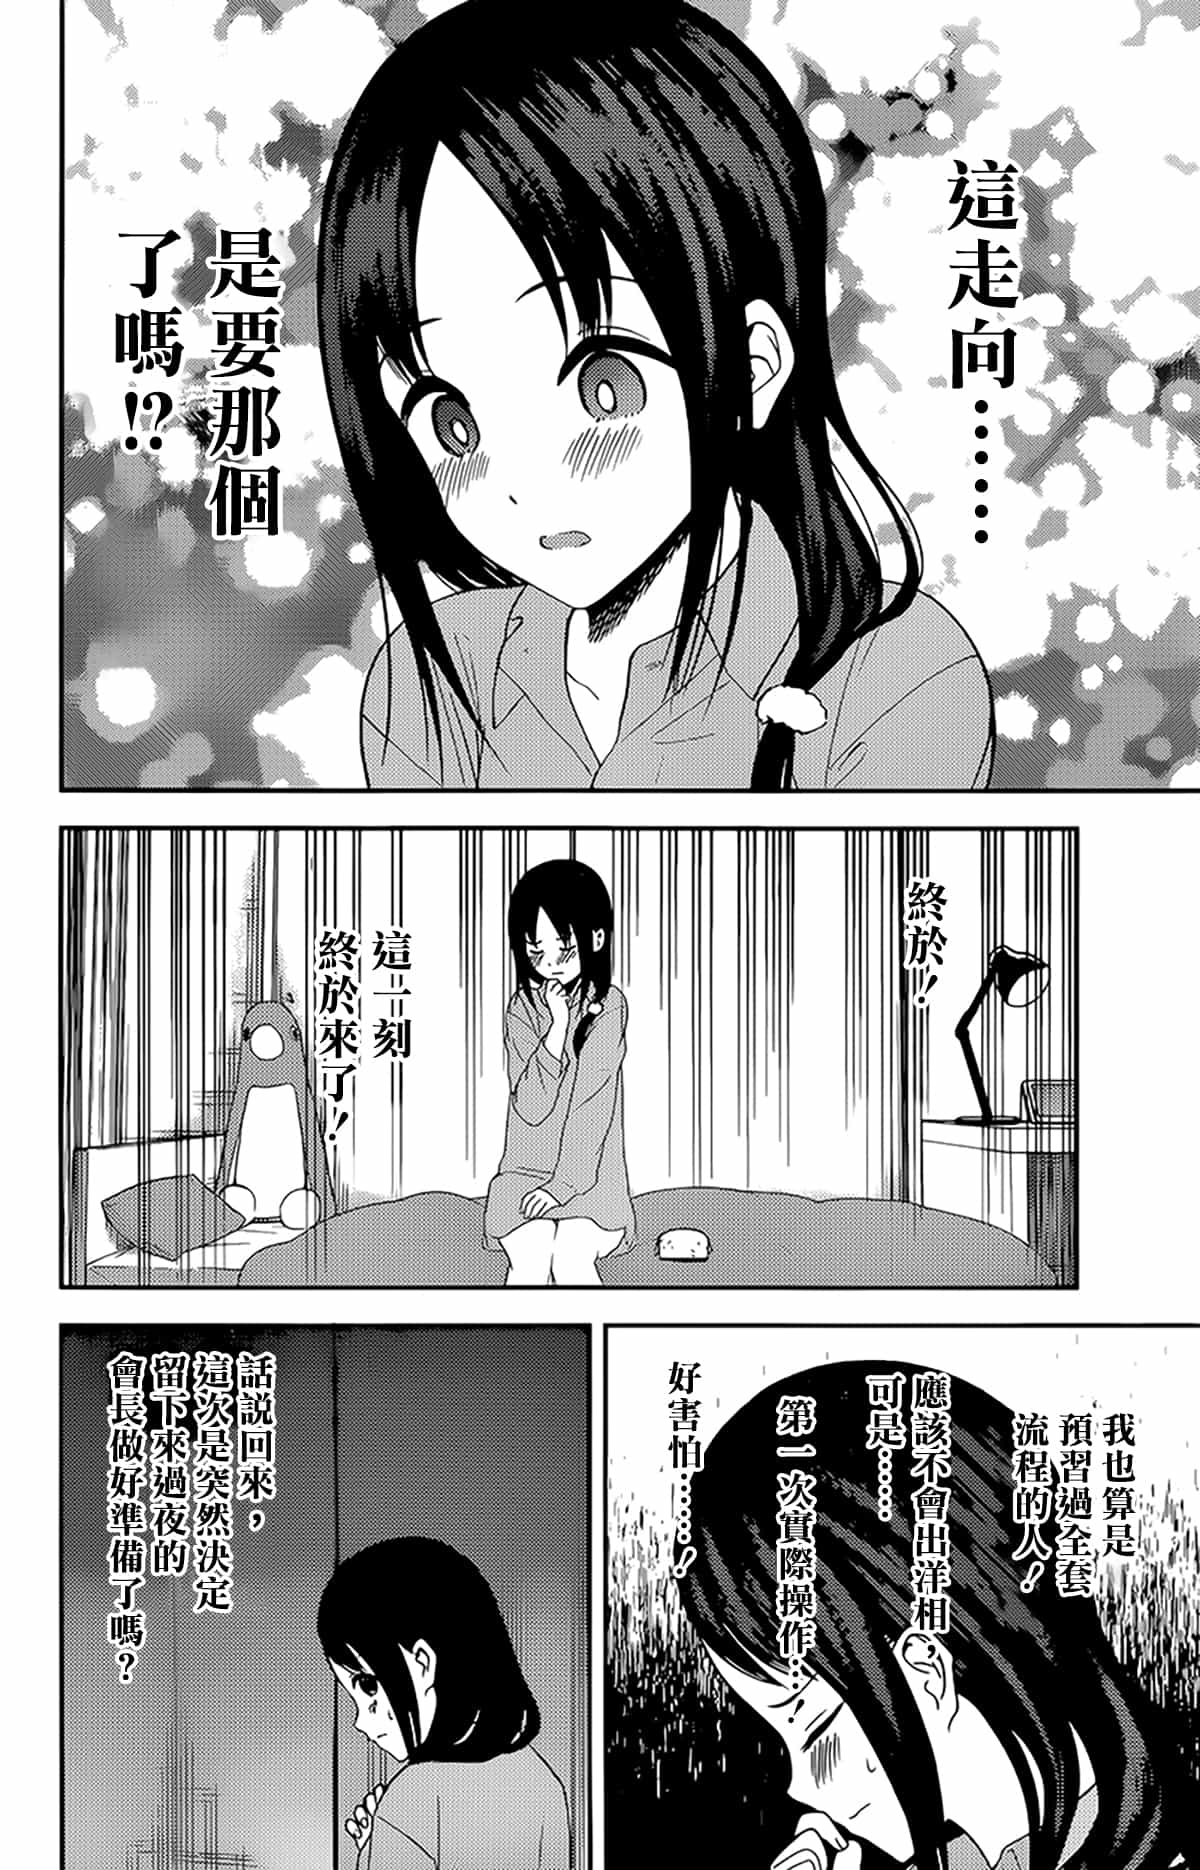 這走向……
是要那個
了嗎!?
終於！
這一刻
終於來了！
我也算是
預習過全套
流程的人！
應該不會出洋相，
可是……
第一次實際操作…！
好害怕……！
話說回來，
這次是突然決定
留下來過夜的
會長做好準備了嗎？